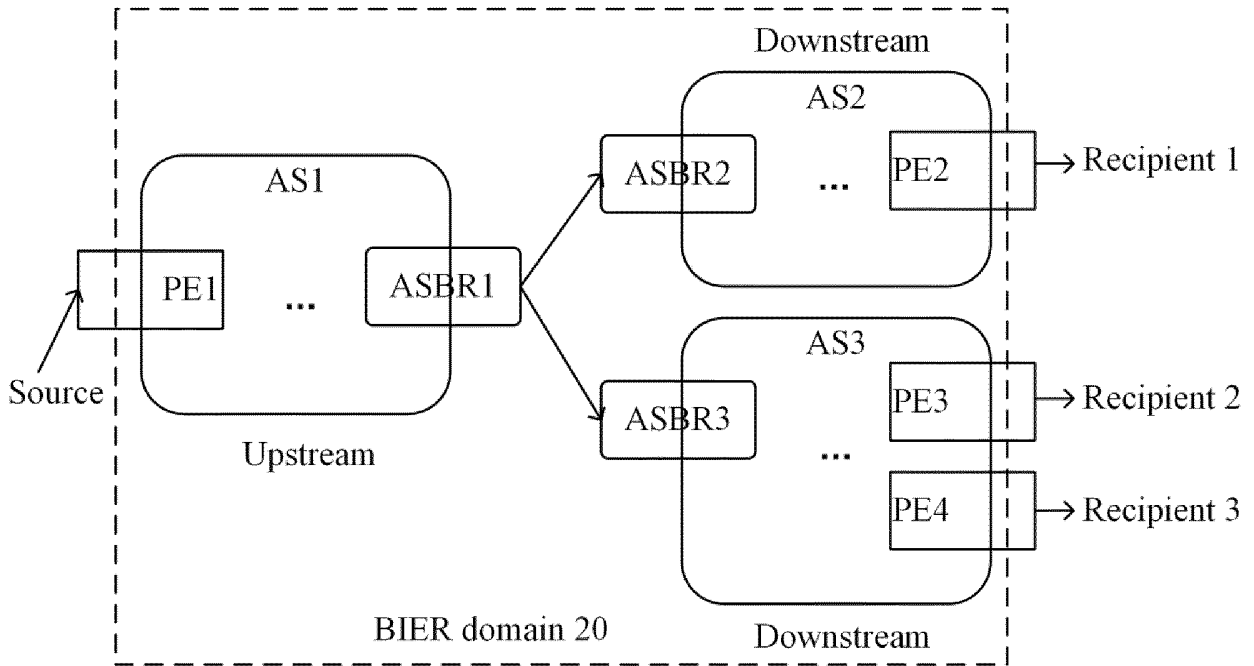 Downstream
AS2
ASBR2
...
PE2
Recipient 1
AS1
PE1
...
ASBR1
Source
Upstream
AS3
ASBR3
...
PE3
Recipient 2
PE4
Recipient 3
BIER domain 20
Downstream